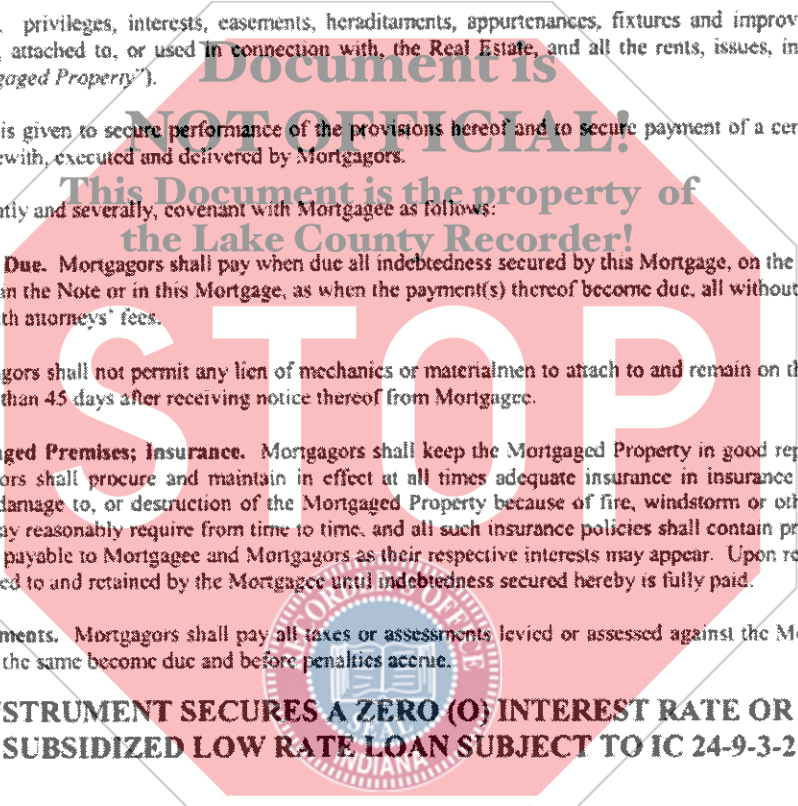 privileges, interests, easements, heraditaments, appurtenances, fixtures and improv
, attached to, or used in connection with, the Real Estate, and all the rents, issues, in
gaged Property").
Document is
NOT OFFICIAL!
is given to secure performance of the provisions hereof and to secure payment of a cer
ewith, executed and delivered by Mortgagors.
This Document is the property of
ntly and severally, covenant with Mortgagee as follows:
the Lake County Recorder!
Due. Mortgagors shall pay when due all indebtedness secured by this Mortgage, on the
in the Note or in this Mortgage, as when the payment(s) thereof become due, all without
th attorneys' fees.
STOP
gors shall not permit any lien of mechanics or materialmen to attach to and remain on th
than 45 days after receiving notice thereof from Mortgagee.
aged Premises; Insurance. Mortgagors shall keep the Mortgaged Property in good rep
ors shall procure and maintain in effect at all times adequate insurance in insurance
damage to, or destruction of the Mortgaged Property because of fire, windstorm or oth
ay reasonably require from time to time, and all such insurance policies shall contain pr
payable to Mortgagee and Mortgagors as their respective interests may appear. Upon re
ed to and retained by the Mortgagee until indebtedness secured hereby is fully paid.
ments. Mortgagors shall pay all taxes or assessments levied or assessed against the M
the same become due and before penalties accrue.
RECORDER'S OFFICE
SEAL
INDIANA
STRUMENT SECURES A ZERO (O) INTEREST RATE OR
SUBSIDIZED LOW RATE LOAN SUBJECT TO IC 24-9-3-2